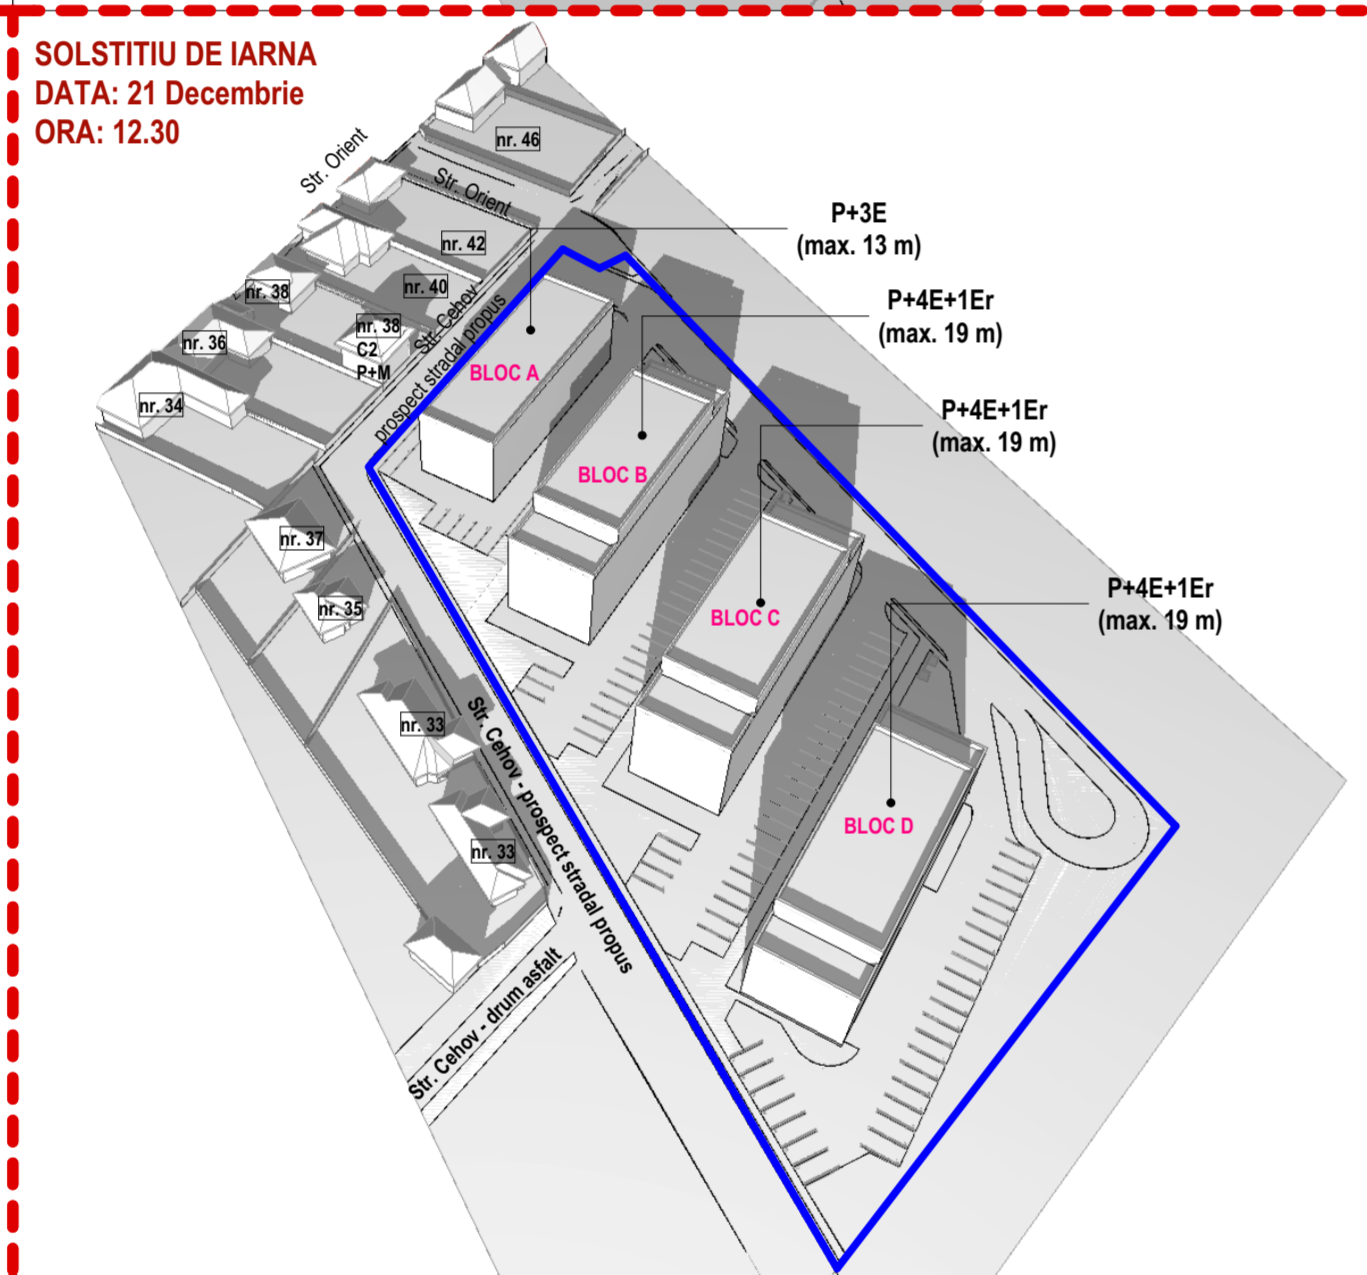 SOLSTITIU DE IARNA
DATA: 21 Decembrie
ORA: 12.30
nr. 46
Str. Orient
Str. Orient
P+3E
(max. 13 m)
nr. 42
nr. 40
nr. 38
P+4E+1Er
(max. 19 m)
nr. 38
C2
P+M
Str. Cehov
prospect stradal propus
nr. 36
BLOC A
nr. 34
P+4E+1Er
(max. 19 m)
BLOC B
nr. 37
nr. 35
P+4E+1Er
(max. 19 m)
BLOC C
nr. 33
Str. Cehov - prospect stradal propus
BLOC D
nr. 33
Str. Cehov - drum asfalt